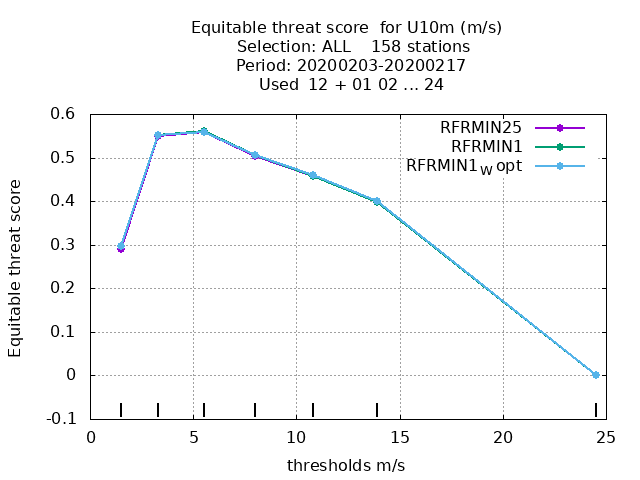 Equitable threat score  for U10m (m/s)
Selection: ALL    158 stations
Period: 20200203-20200217
Used  12 + 01 02 ... 24
RFRMIN25
RFRMIN1
RFRMIN1W opt
0.6
0.5
0.4
0.3
0.2
0.1
0
-0.1
Equitable threat score
0 5 10 15 20 25
thresholds m/s